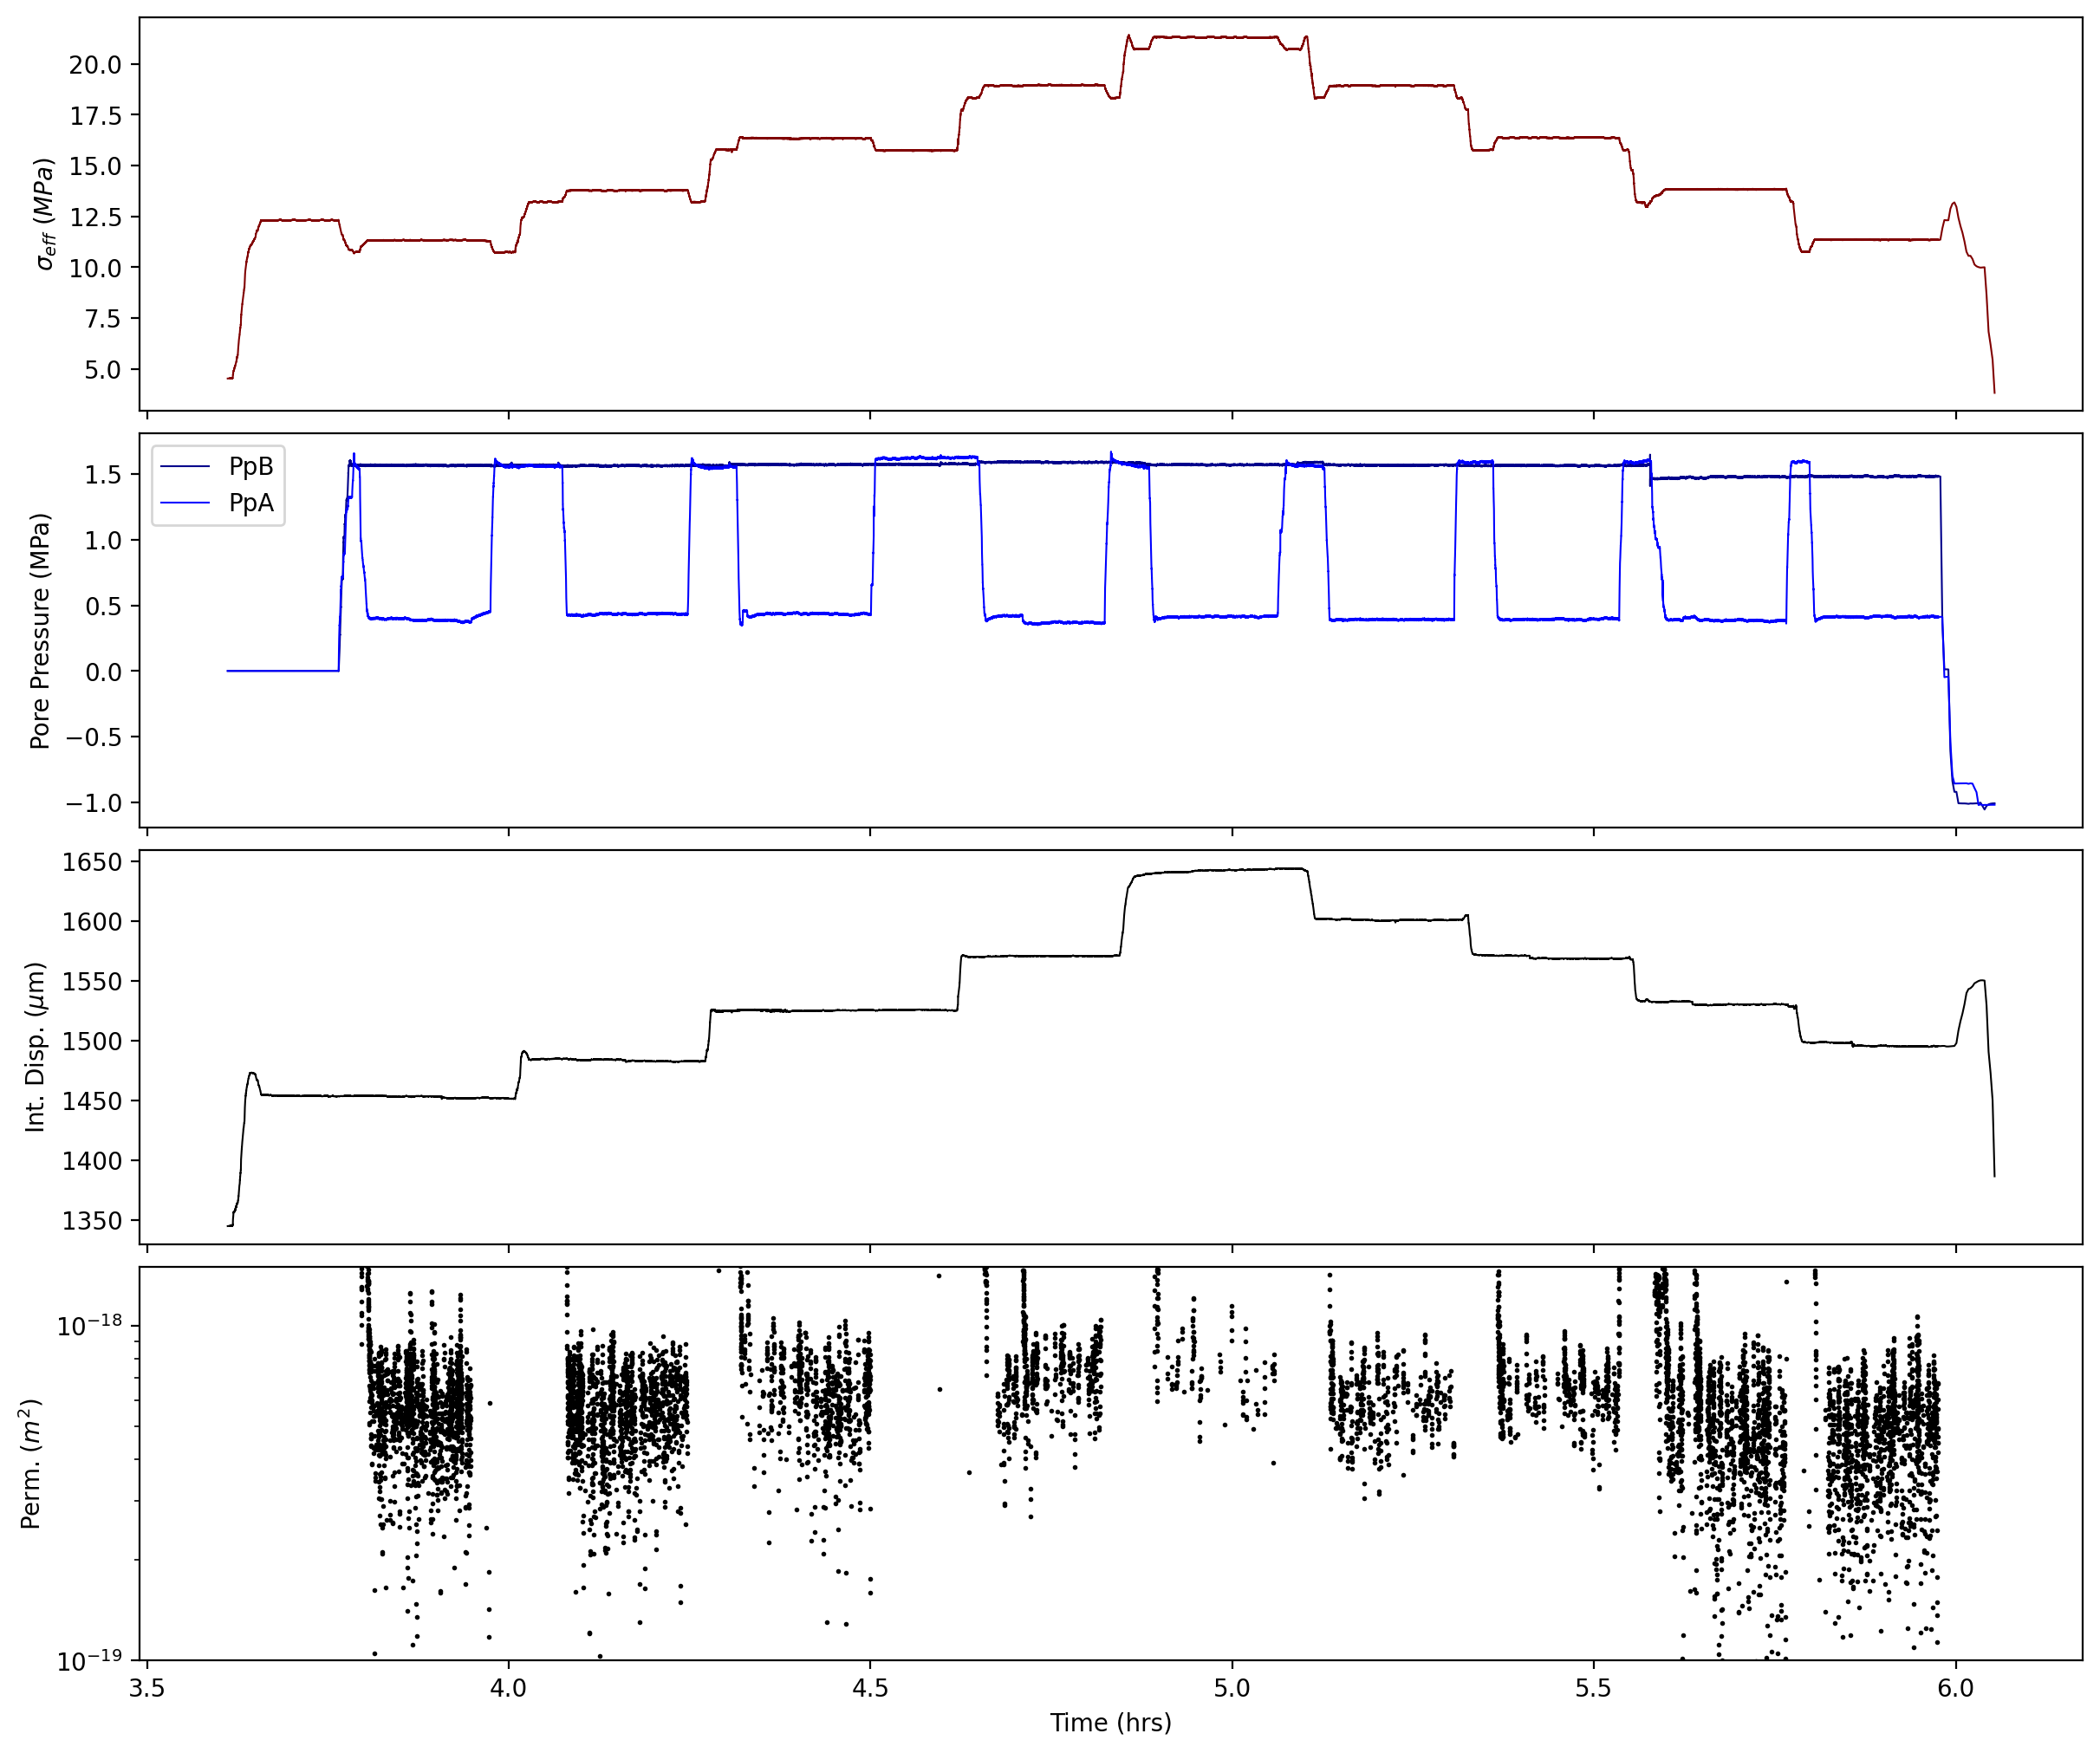 20.0
17.5
15.0
12.5
10.0
7.5
5.0
σ_eff (MPa)
PpB
PpA
1.5
1.0
0.5
0.0
−0.5
−1.0
Pore Pressure (MPa)
1650
1600
1550
1500
1450
1400
1350
Int. Disp. (μm)
10⁻¹⁸
10⁻¹⁹
Perm. (m²)
3.5 4.0 4.5 5.0 5.5 6.0
Time (hrs)